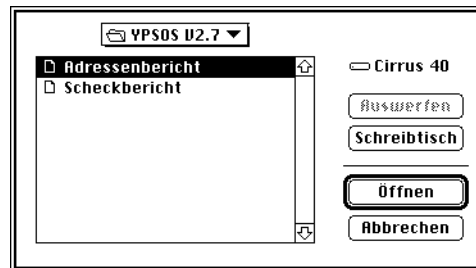 YPSOS V2.7
Adressenbericht
Scheckbericht
Cirrus 40
Auswerfen
Schreibtisch
Öffnen
Abbrechen